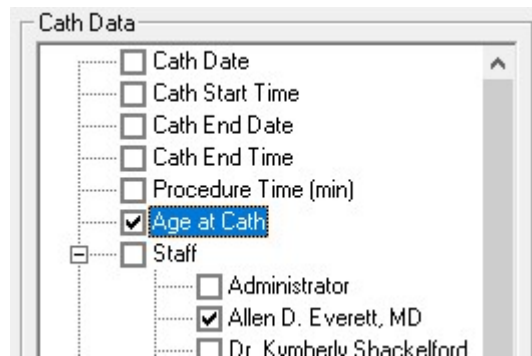 Cath Data
Cath Date
Cath Start Time
Cath End Date
Cath End Time
Procedure Time (min)
Age at Cath
Staff
Administrator
Allen D. Everett, MD
Dr. Kymberly Shackelford